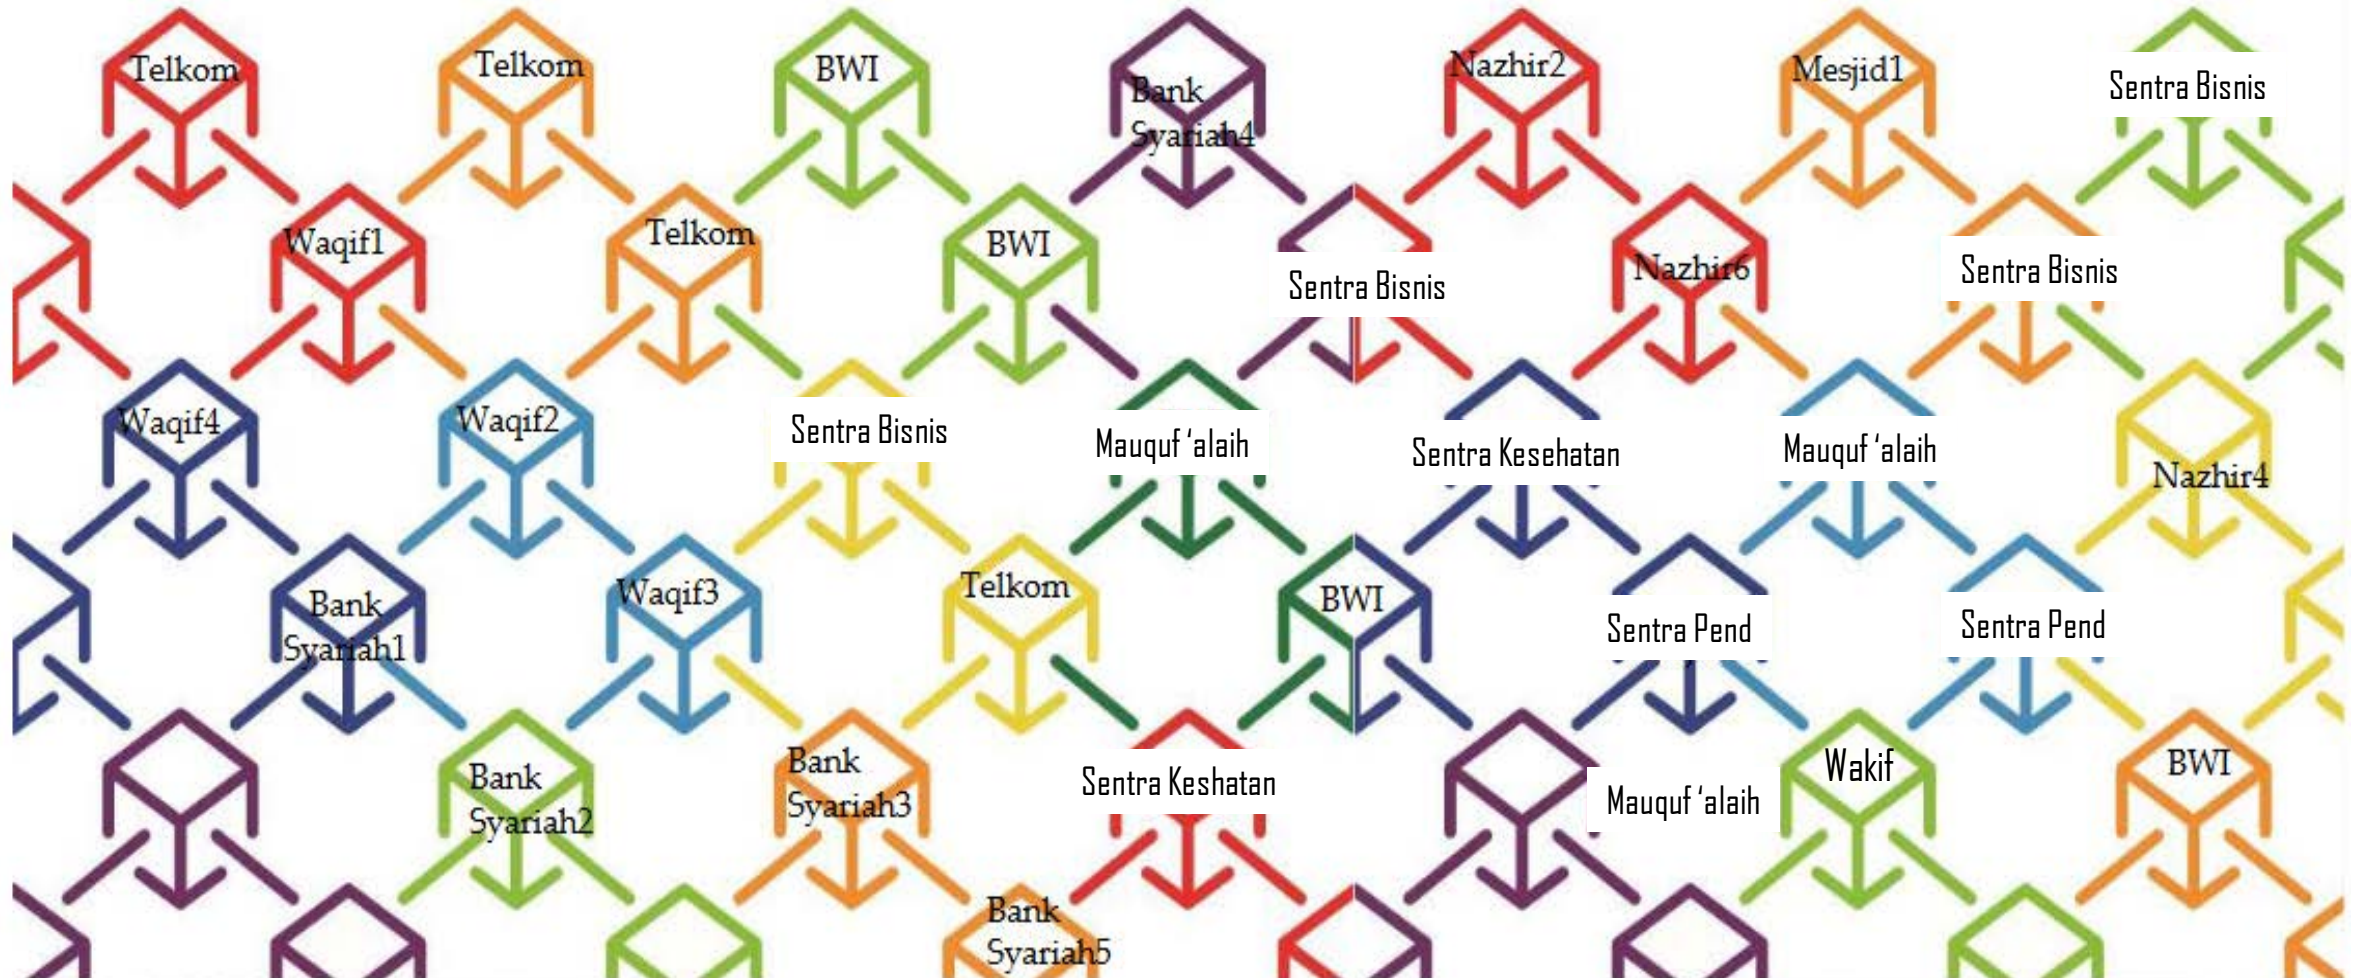 Telkom
Telkom
BWI
Bank
Syariah4
Nazhir2
Mesjid1
Sentra Bisnis
Waqif1
Telkom
BWI
Sentra Bisnis
Nazhir6
Sentra Bisnis
Waqif4
Waqif2
Sentra Bisnis
Mauquf ‘alaih
Sentra Kesehatan
Mauquf ‘alaih
Nazhir4
Bank
Syariah1
Waqif3
Telkom
BWI
Sentra Pend
Sentra Pend
Bank
Syariah2
Bank
Syariah3
Sentra Keshatan
Mauquf ‘alaih
Wakif
BWI
Bank
Syariah5